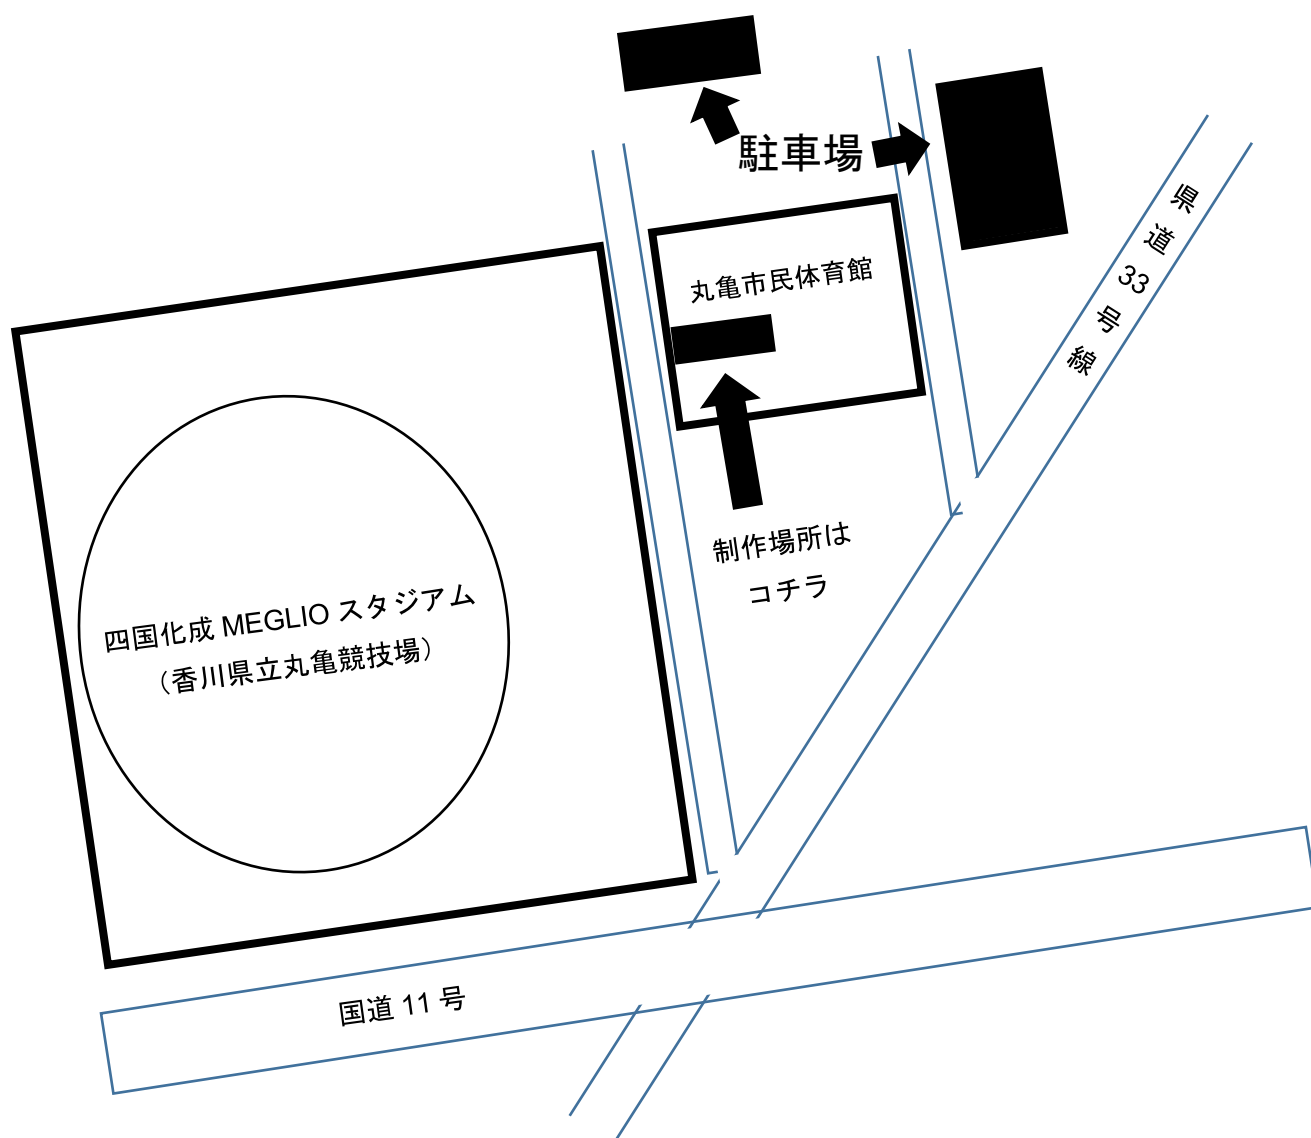 駐車場
県道33号線
丸亀市民体育館
制作場所は
コチラ
四国化成 MEGLIO スタジアム
（香川県立丸亀競技場）
国道 11 号